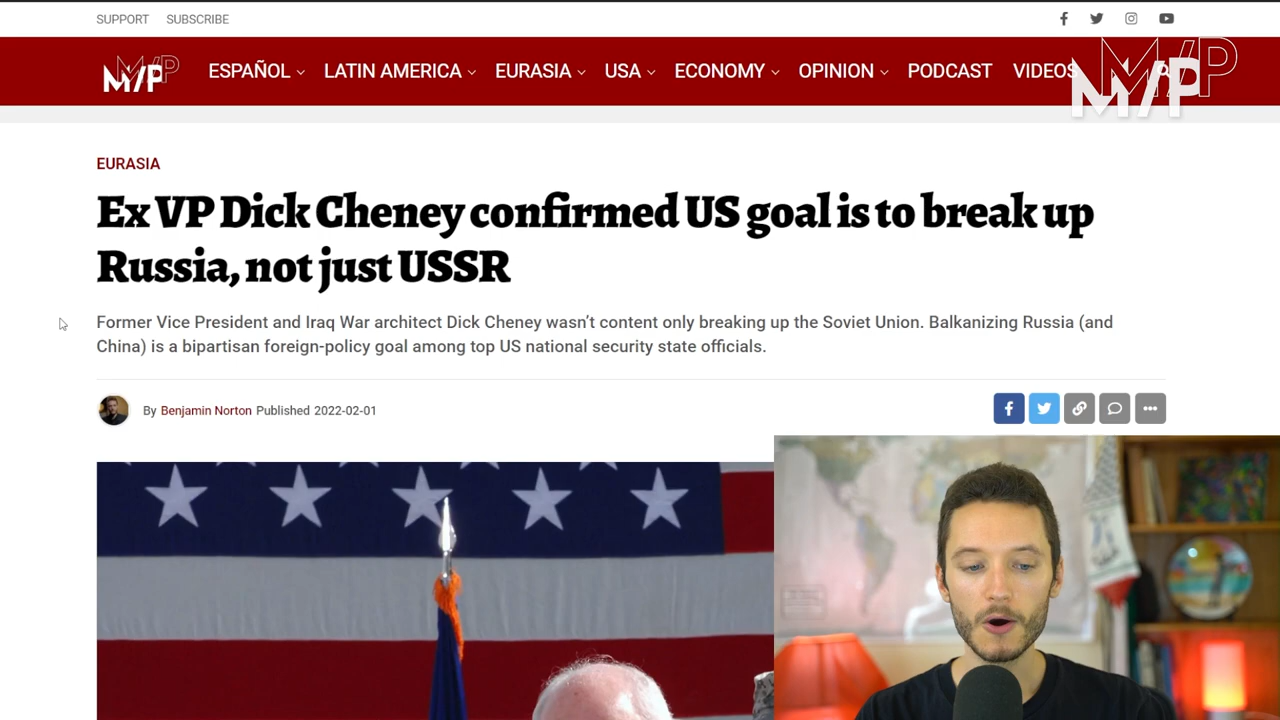 SUPPORT SUBSCRIBE
M/P ESPAÑOL LATIN AMERICA EURASIA USA ECONOMY OPINION PODCAST VIDEOS
M/P
EURASIA
Ex VP Dick Cheney confirmed US goal is to break up
Russia, not just USSR
Former Vice President and Iraq War architect Dick Cheney wasn’t content only breaking up the Soviet Union. Balkanizing Russia (and
China) is a bipartisan foreign-policy goal among top US national security state officials.
By Benjamin Norton Published 2022-02-01